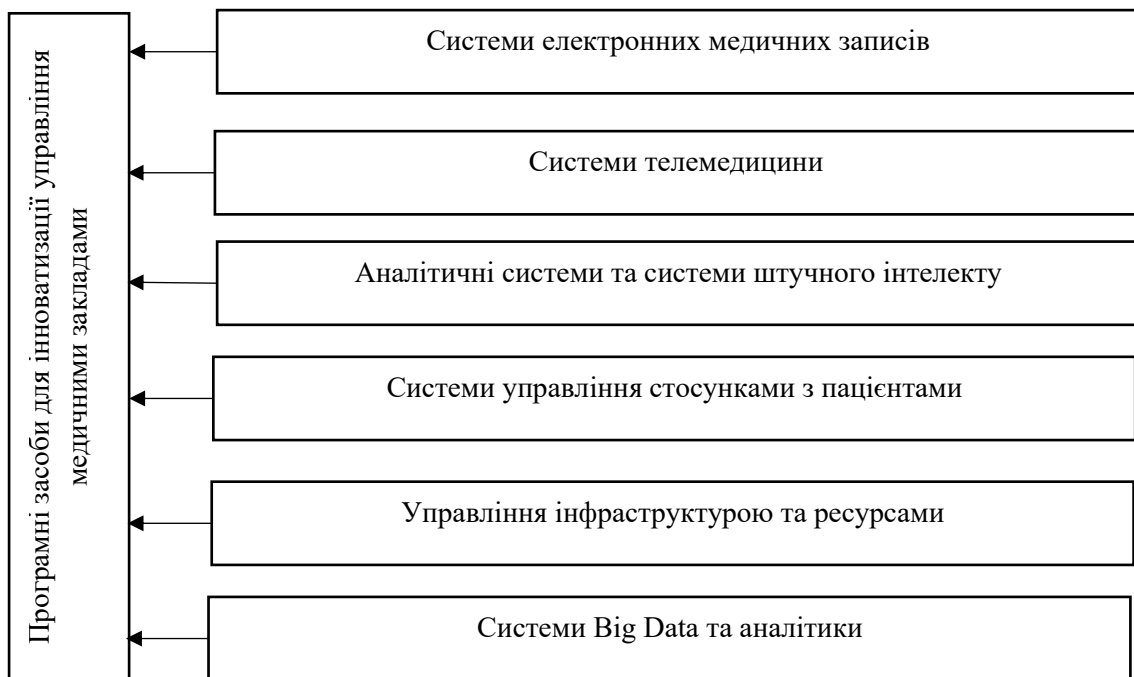 Програмні засоби для інноватизації управління
медичними закладами
Системи електронних медичних записів
Системи телемедицини
Аналітичні системи та системи штучного інтелекту
Системи управління стосунками з пацієнтами
Управління інфраструктурою та ресурсами
Системи Big Data та аналітики